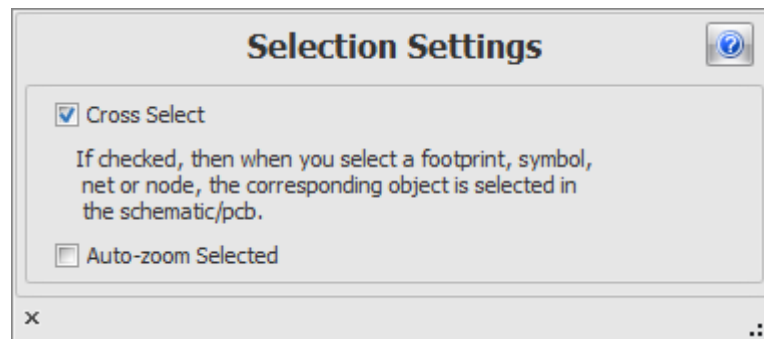 Selection Settings
Cross Select
If checked, then when you select a footprint, symbol,
net or node, the corresponding object is selected in
the schematic/pcb.
Auto-zoom Selected